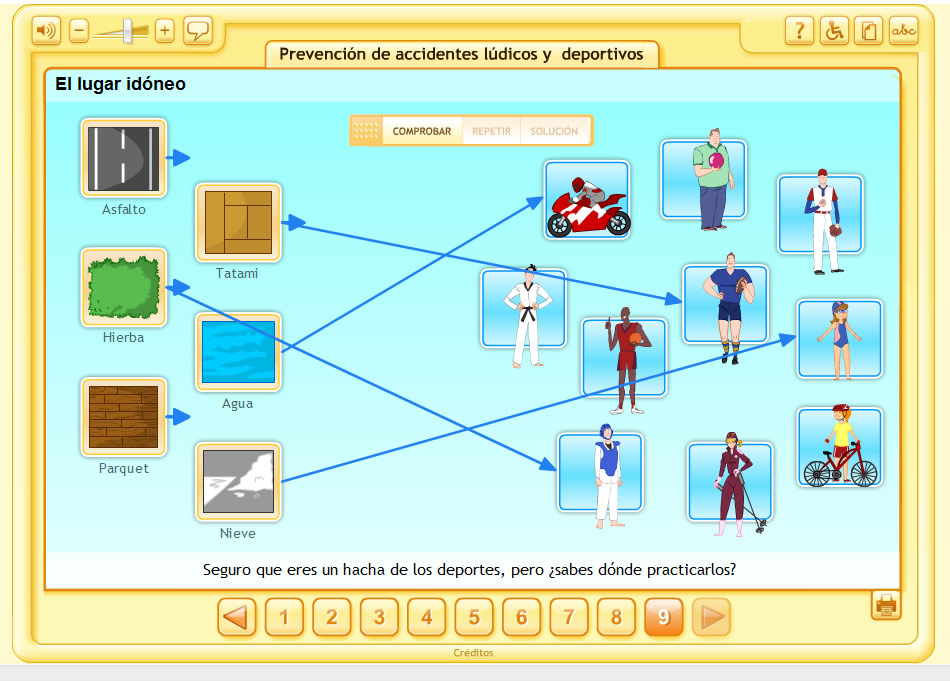 − + ? abc
Prevención de accidentes lúdicos y deportivos
El lugar idóneo
COMPROBAR REPETIR SOLUCIÓN
Asfalto
Tatami
Hierba
Agua
Parquet
Nieve
Seguro que eres un hacha de los deportes, pero ¿sabes dónde practicarlos?
1 2 3 4 5 6 7 8 9
Créditos